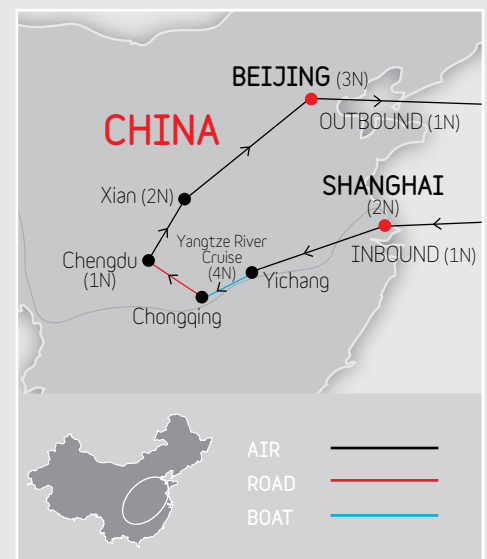 BEIJING (3N)
OUTBOUND (1N)
CHINA
SHANGHAI
(2N)
Xian (2N)
INBOUND (1N)
Yangtze River
Cruise
(4N)
Chengdu
(1N)
Yichang
Chongqing
AIR
ROAD
BOAT